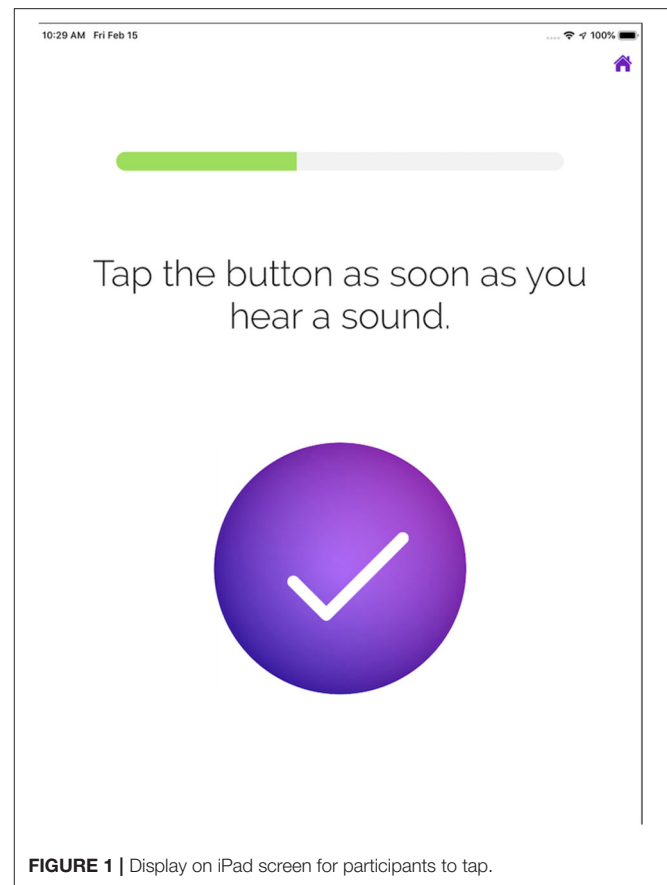 10:29 AM Fri Feb 15
100%
Tap the button as soon as you
hear a sound.
FIGURE 1 | Display on iPad screen for participants to tap.